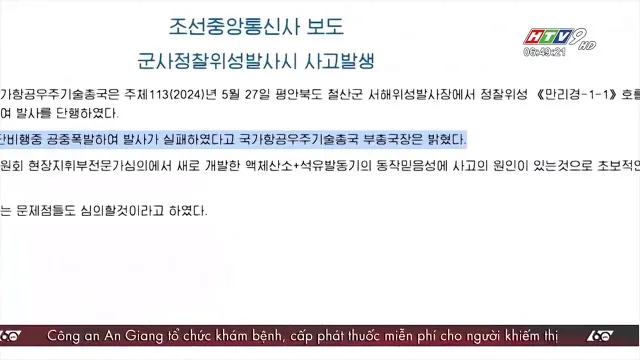 조선중앙통신사 보도
HTV9 HD
06:49:21
군사정찰위성발사시 사고발생
가항공우주기술총국은 주체113(2024)년 5월 27일 평안북도 철산군 서해위성발사장에서 정찰위성 《만리경-1-1》호를
여 발사를 단행하였다.
단비행중 공중폭발하여 발사가 실패하였다고 국가항공우주기술총국 부총국장은 밝혔다.
원회 현장지휘부전문가심의에서 새로 개발한 액체산소+석유발동기의 동작믿음성에 사고의 원인이 있는것으로 초보적인
는 문제점들도 심의할것이라고 하였다.
60 Công an An Giang tổ chức khám bệnh, cấp phát thuốc miễn phí cho người khiếm thị 60